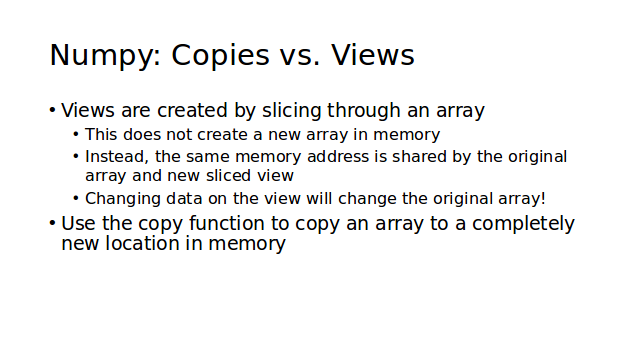 Numpy: Copies vs. Views
• Views are created by slicing through an array
• This does not create a new array in memory
• Instead, the same memory address is shared by the original
array and new sliced view
• Changing data on the view will change the original array!
• Use the copy function to copy an array to a completely
new location in memory